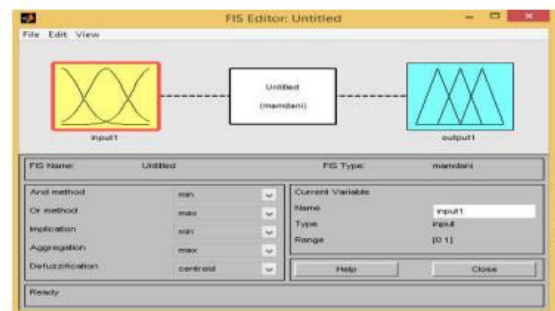 FIS Editor: Untitled
File Edit View
Untitled
(mamdani)
input1
output1
FIS Name: Untitled FIS Type: mamdani
And method min
Or method max
Implication min
Aggregation max
Defuzzification centroid
Current Variable
Name input1
Type input
Range [0 1]
Help Close
Ready